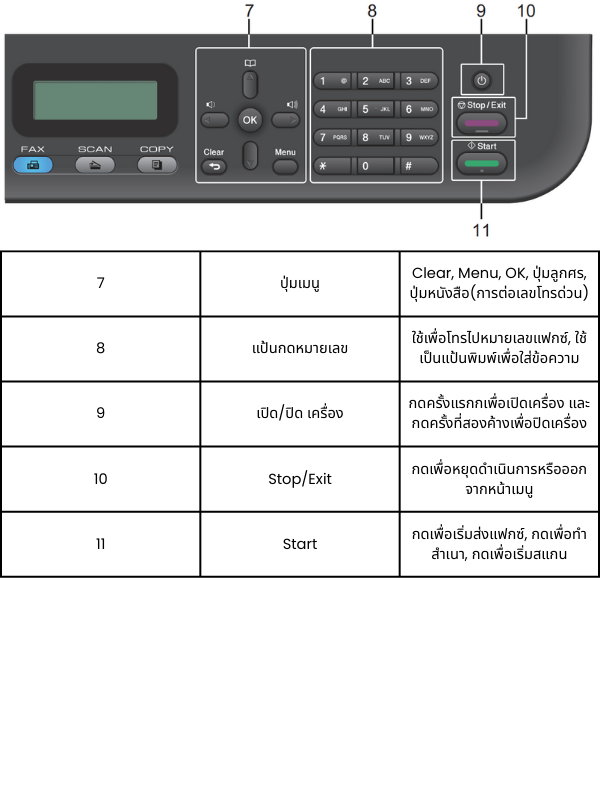 7
8
9
10
1 @
2 ABC
3 DEF
4 GHI
5 JKL
6 MNO
7 PQRS
8 TUV
9 WXYZ
*
0
#
OK
Clear
Menu
Stop/Exit
Start
FAX
SCAN
COPY
11
7
ปุ่มเมนู
Clear, Menu, OK, ปุ่มลูกศร,
ปุ่มหนังสือ(การต่อเลขโทรด่วน)
8
แป้นกดหมายเลข
ใช้เพื่อโทรไปหมายเลขแฟกซ์, ใช้
เป็นแป้นพิมพ์เพื่อใส่ข้อความ
9
เปิด/ปิด เครื่อง
กดครั้งแรกกเพื่อเปิดเครื่อง และ
กดครั้งที่สองค้างเพื่อปิดเครื่อง
10
Stop/Exit
กดเพื่อหยุดดำเนินการหรือออก
จากหน้าเมนู
11
Start
กดเพื่อเริ่มส่งแฟกซ์, กดเพื่อทำ
สำเนา, กดเพื่อเริ่มสแกน